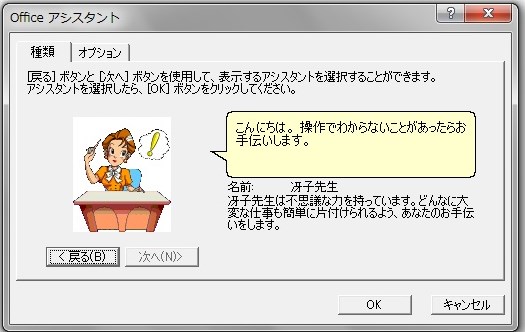 Office アシスタント
種類
オプション
[戻る] ボタンと [次へ] ボタンを使用して、表示するアシスタントを選択することができます。
アシスタントを選択したら、[OK] ボタンをクリックしてください。
こんにちは。操作でわからないことがあったらお
手伝いします。
名前: 冴子先生
冴子先生は不思議な力を持っています。どんなに大
変な仕事も簡単に片付けられるよう、あなたのお手伝
いをします。
< 戻る(B)
次へ(N)>
OK
キャンセル